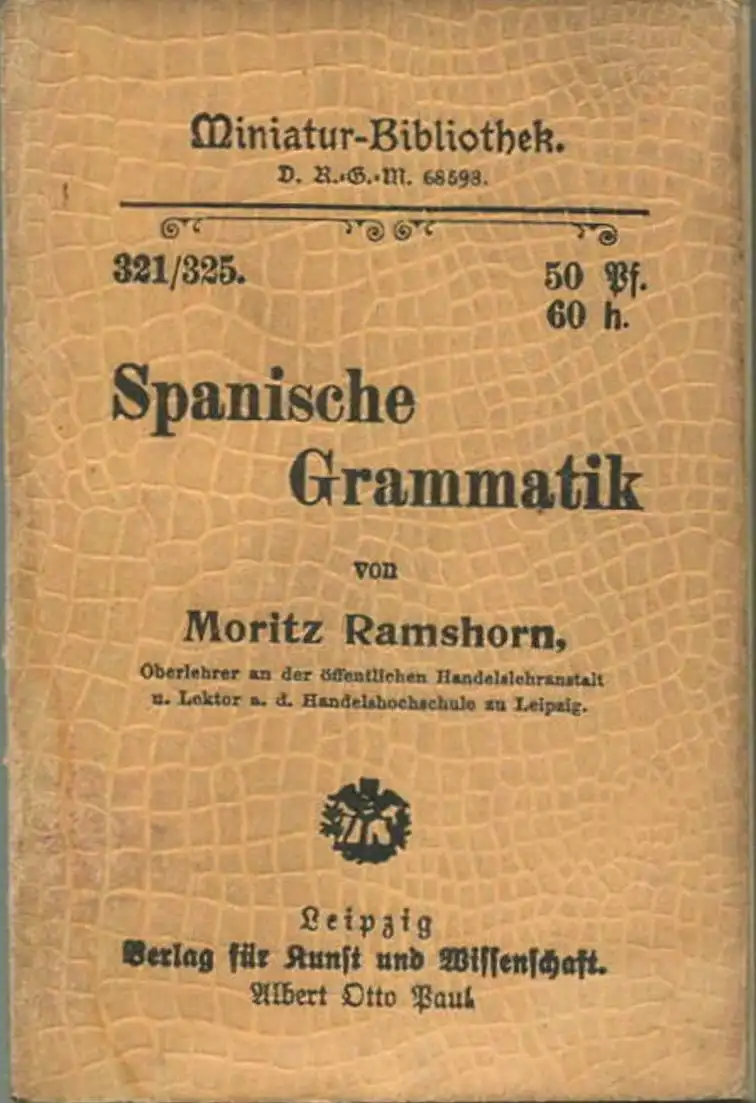 Miniatur-Bibliothek.
D. R.-G.-M. 68593.
321/325. 50 Pf.
60 h.
Spanische
Grammatik
von
Moritz Ramshorn,
Oberlehrer an der öffentlichen Handelslehranstalt
u. Lektor a. d. Handelshochschule zu Leipzig.
Leipzig
Verlag für Kunst und Wissenschaft.
Albert Otto Paul